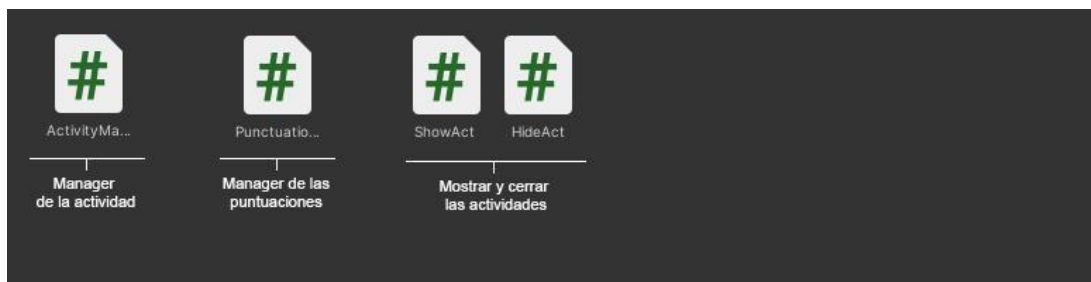 #
#
#
#
ActivityMa...
Punctuatio...
ShowAct
HideAct
Manager
de la actividad
Manager de las
puntuaciones
Mostrar y cerrar
las actividades